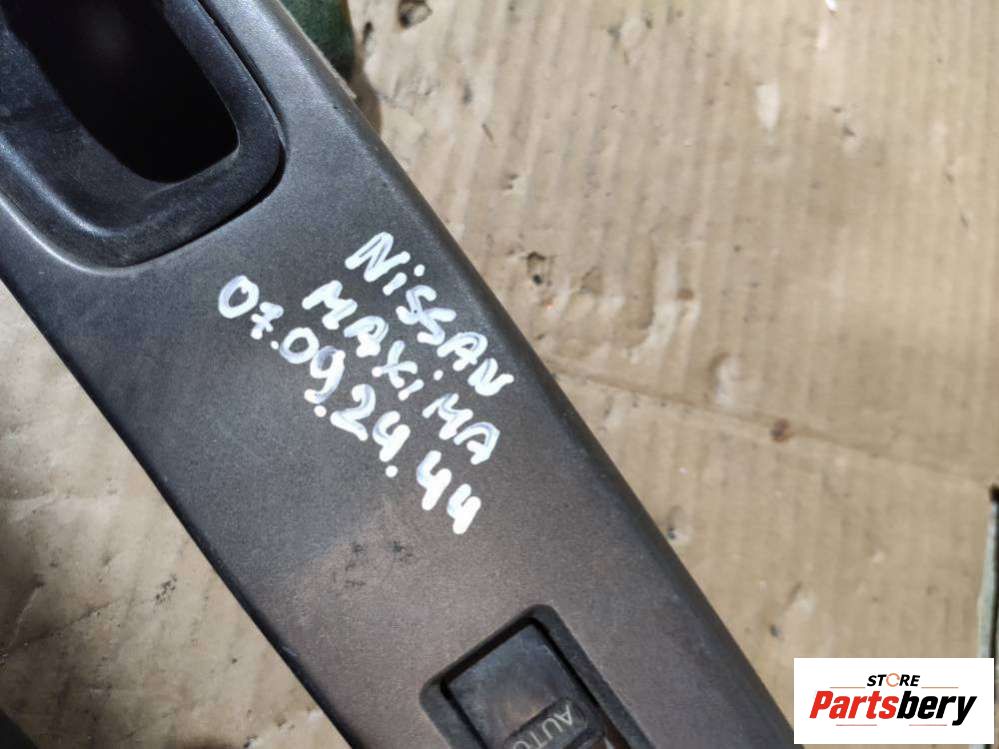 NiSSAN
MAXiMA
07.09.24.44
AUTO
STORE
Partsbery